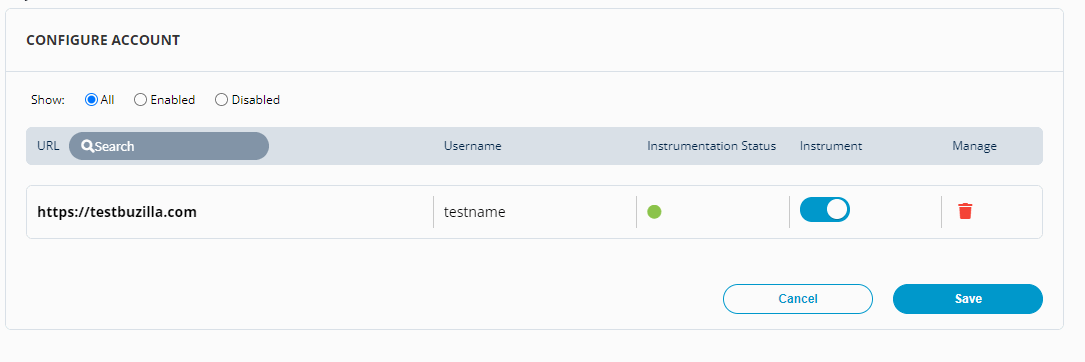 CONFIGURE ACCOUNT
Show: All Enabled Disabled
URL Search Username Instrumentation Status Instrument Manage
https://testbuzilla.com testname
Cancel Save